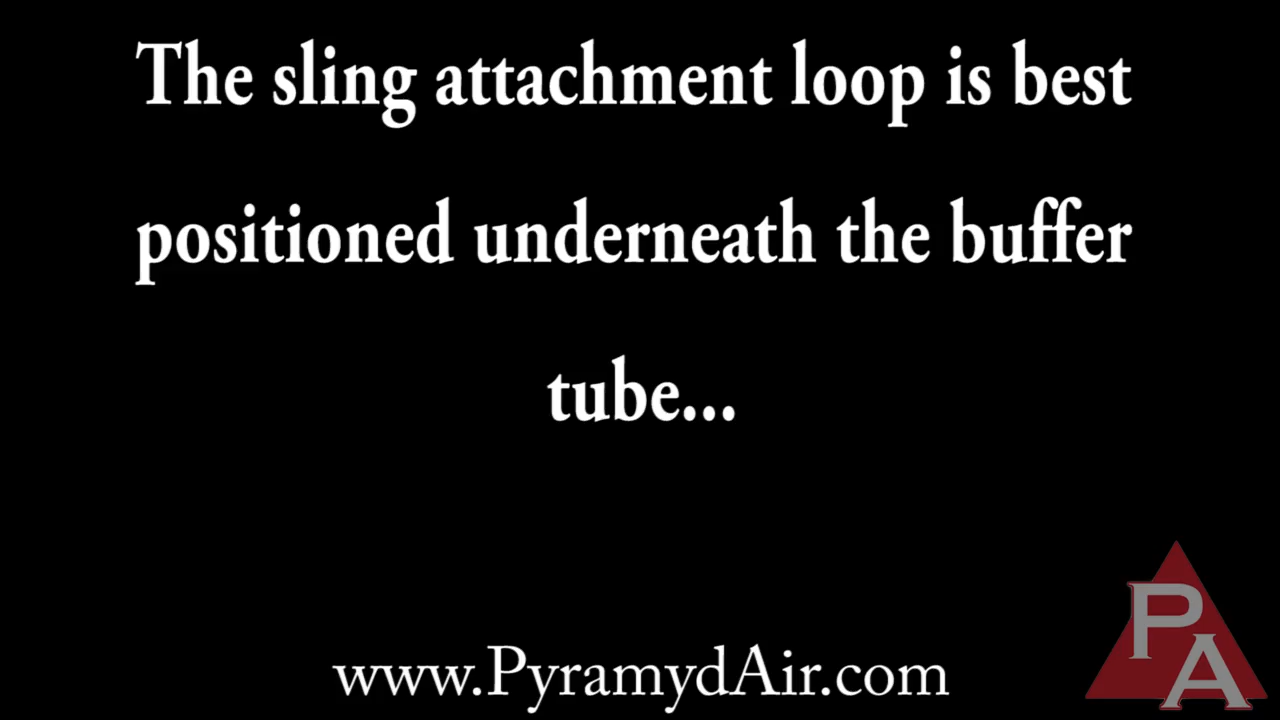 The sling attachment loop is best
positioned underneath the buffer
tube...
PA
www.PyramydAir.com